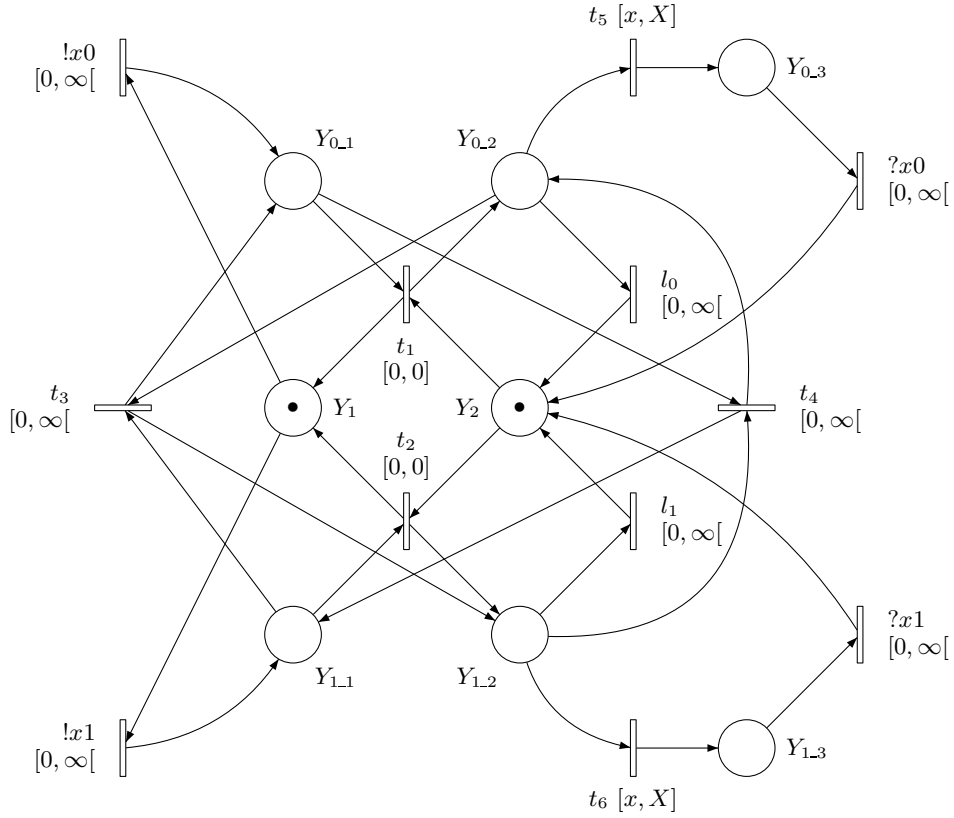 t5 [x, X]
!x0
[0, ∞[
Y0_3
Y0_1
Y0_2
?x0
[0, ∞[
l0
[0, ∞[
t1
[0, 0]
t3
[0, ∞[
Y1
Y2
t4
[0, ∞[
t2
[0, 0]
l1
[0, ∞[
?x1
[0, ∞[
Y1_1
Y1_2
!x1
[0, ∞[
Y1_3
t6 [x, X]